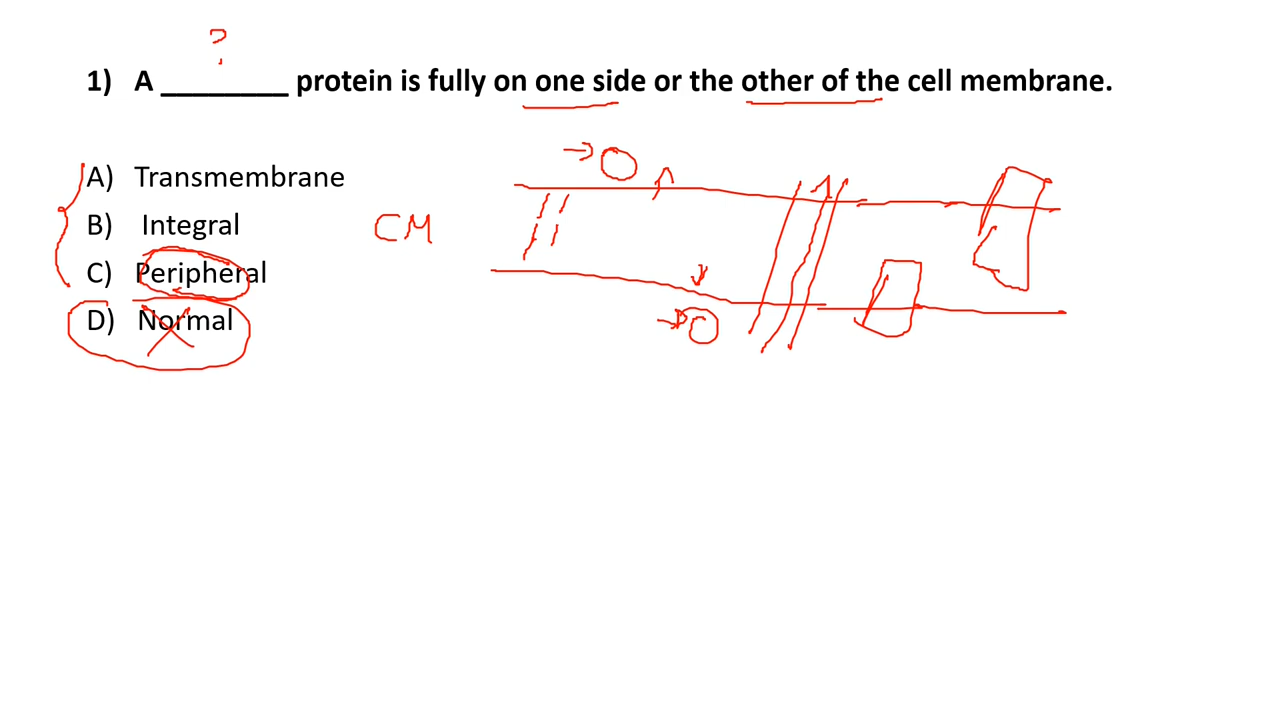 ?
1) A ________ protein is fully on one side or the other of the cell membrane.
A) Transmembrane
B) Integral
CM
C) Peripheral
D) Normal